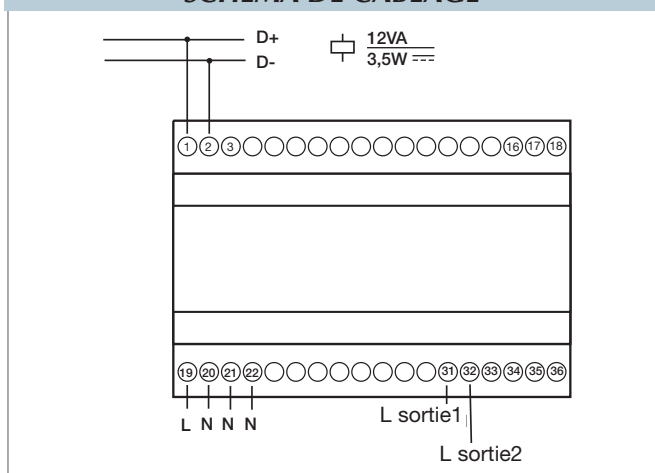 SCHÉMA DE CÂBLAGE
D+
D-
12VA
3,5W
1 2 3 16 17 18
19 20 21 22 31 32 33 34 35 36
L N N N
L sortie1
L sortie2